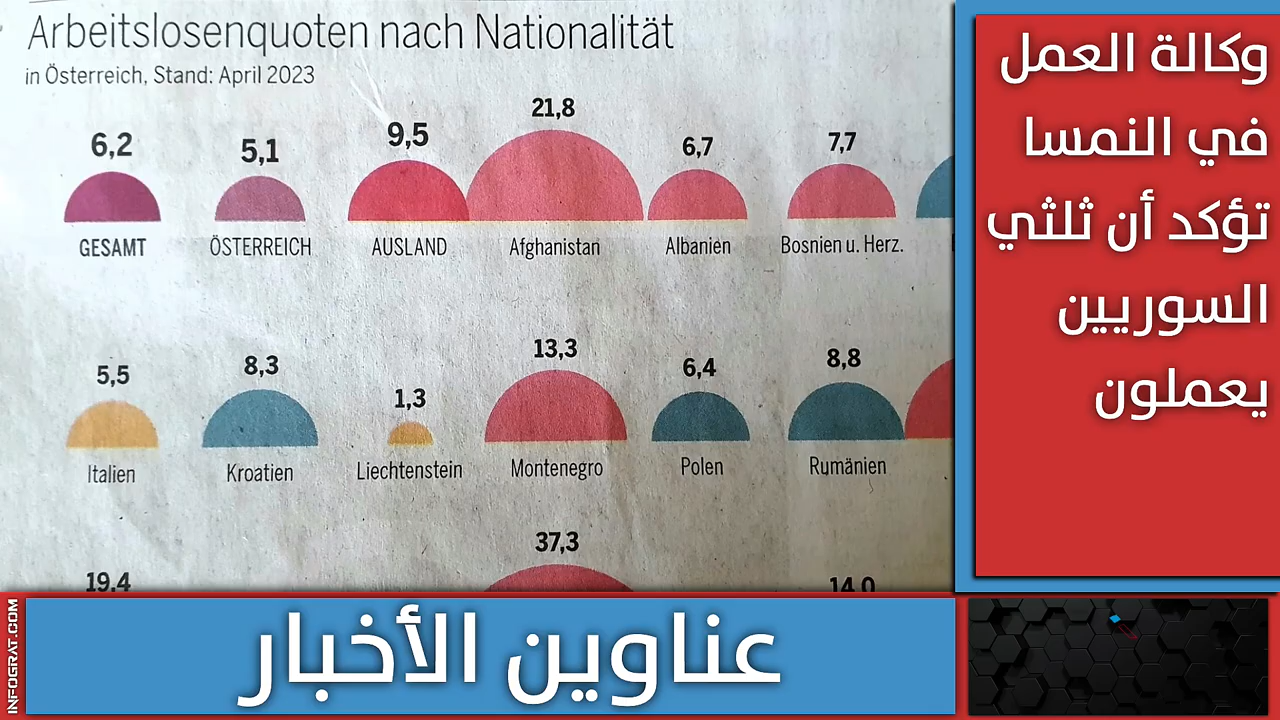 Arbeitslosenquoten nach Nationalität
in Österreich, Stand: April 2023
6,2
5,1
9,5
21,8
6,7
7,7
GESAMT
ÖSTERREICH
AUSLAND
Afghanistan
Albanien
Bosnien u. Herz.
5,5
8,3
1,3
13,3
6,4
8,8
Italien
Kroatien
Liechtenstein
Montenegro
Polen
Rumänien
19,4
37,3
14,0
وكالة العمل
في النمسا
تؤكد أن ثلثي
السوريين
يعملون
عناوين الأخبار
INFOGRAT.COM